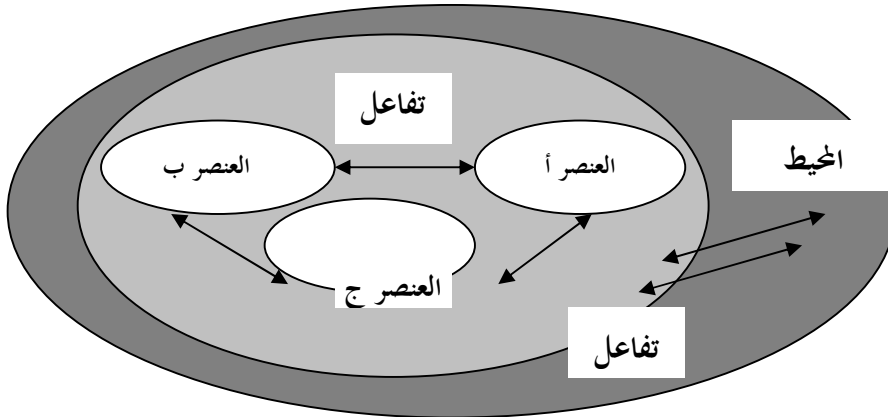 تفاعل
المحيط
العنصر أ
العنصر ب
العنصر ج
تفاعل